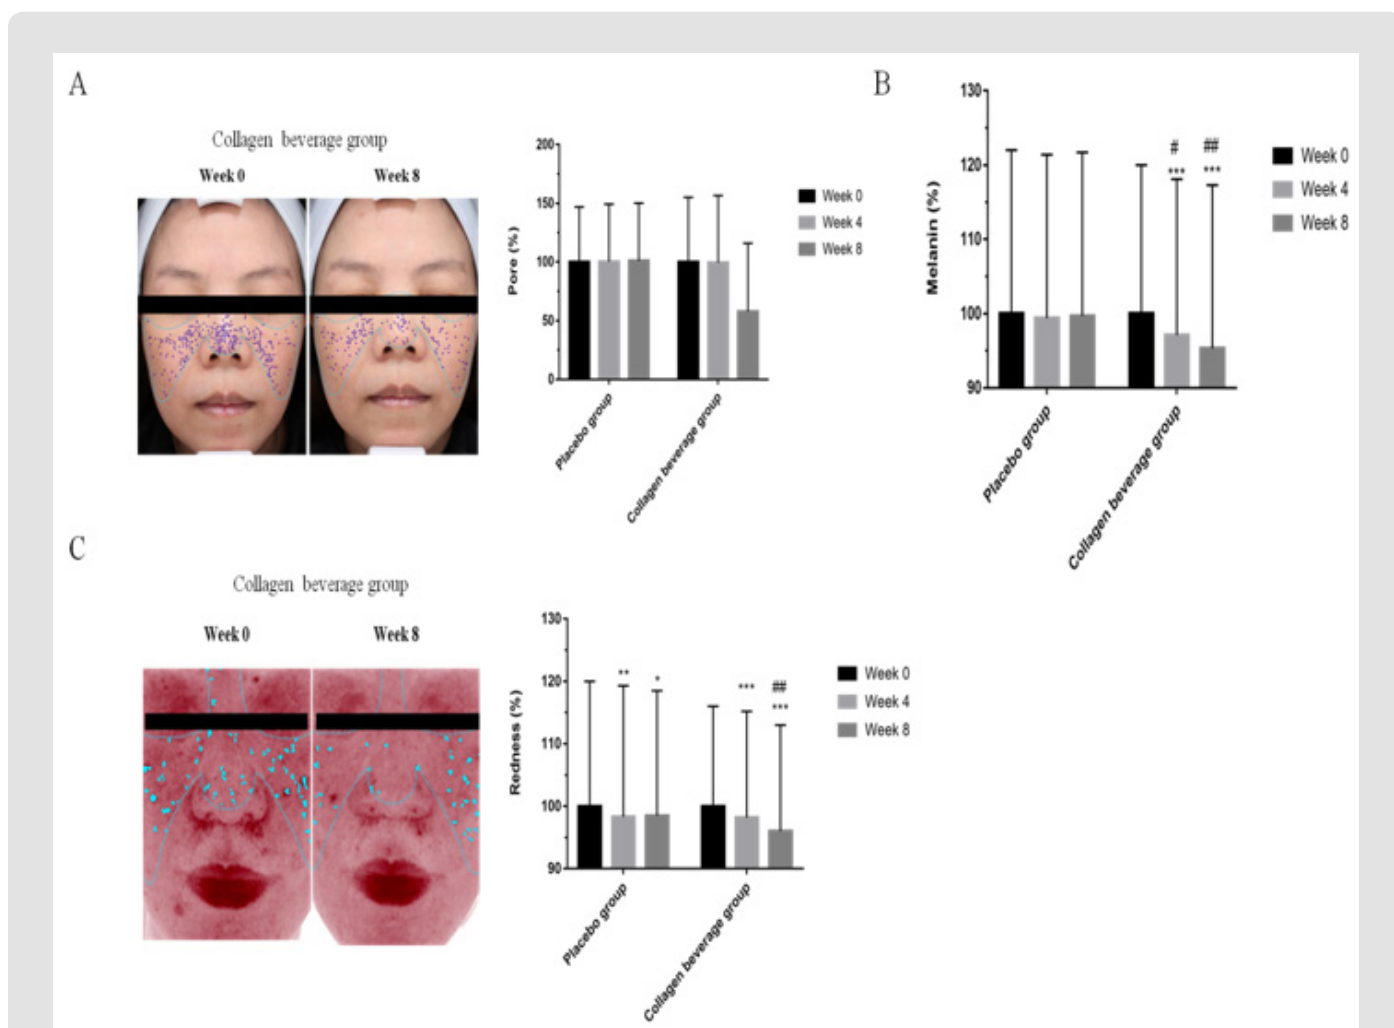 A
Collagen beverage group
Week 0
Week 8
Pore (%)
200
150
100
50
0
Placebo group
Collagen beverage group
Week 0
Week 4
Week 8
B
Melanin (%)
130
120
110
100
90
#
***
##
***
Placebo group
Collagen beverage group
Week 0
Week 4
Week 8
C
Collagen beverage group
Week 0
Week 8
Redness (%)
130
120
110
100
90
**
*
***
##
***
Placebo group
Collagen beverage group
Week 0
Week 4
Week 8